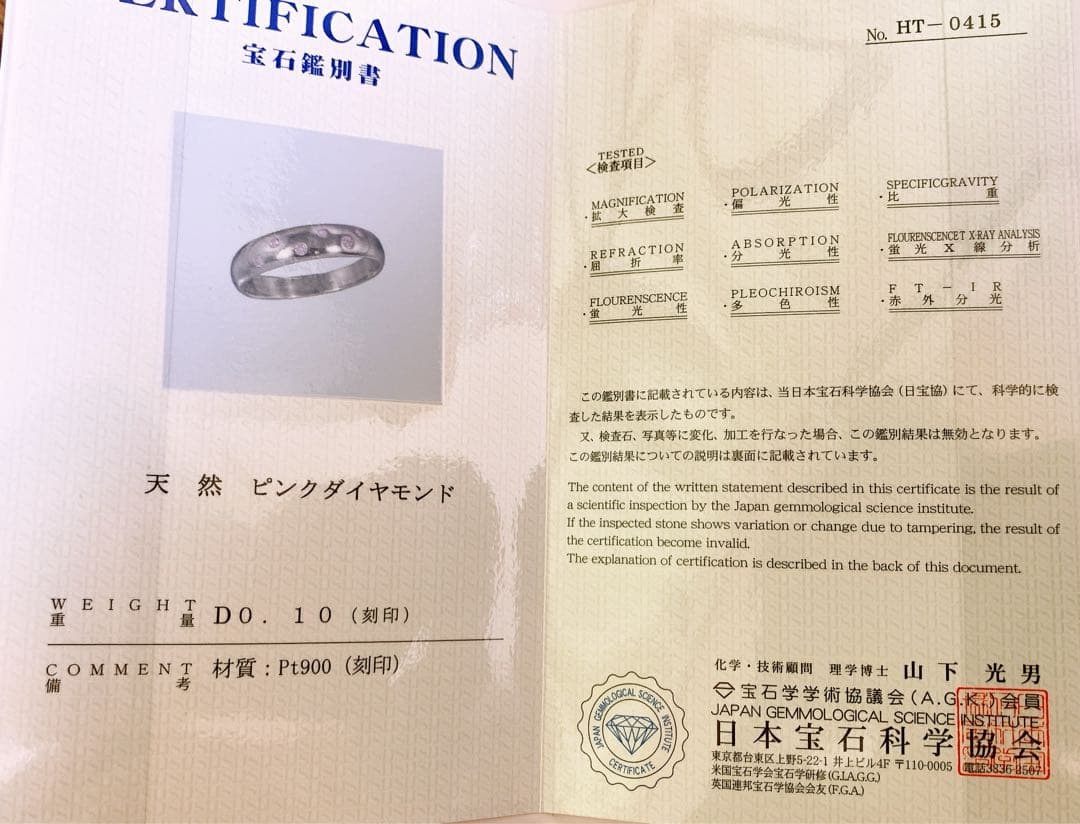 ERTIFICATION
宝石鑑別書
天 然 ピンクダイヤモンド
WEIGHT
重 量 D0.10(刻印)
COMMENT
備 考 材質:Pt900(刻印)
No. HT-0415
TESTED
<検査項目>
MAGNIFICATION
・拡大検査
POLARIZATION
・偏光性
SPECIFICGRAVITY
・比重
REFRACTION
・屈折率
ABSORPTION
・分光性
FLOURENSCENCET X-RAY ANALYSIS
・蛍光X線分析
FLOURENSCENCE
・蛍光性
PLEOCHROISM
・多色性
FT-IR
・赤外分光
この鑑別書に記載されている内容は、当日本宝石科学協会(日宝協)にて、科学的に検
査した結果を表示したものです。
又、検査石、写真等に変化、加工を行なった場合、この鑑別結果は無効となります。
この鑑別結果についての説明は裏面に記載されています。
The content of the written statement described in this certificate is the result of
a scientific inspection by the Japan gemmological science institute.
If the inspected stone shows variation or change due to tampering, the result of
the certification become invalid.
The explanation of certification is described in the back of this document.
JAPAN GEMMOLOGICAL SCIENCE INSTITUTE
CERTIFICATE
化学・技術顧問 理学博士 山下光男
宝石学学術協議会(A.G.K.)会員
JAPAN GEMMOLOGICAL SCIENCE INSTITUTE
日本宝石科学協会
東京都台東区上野5-22-1 井上ビル4F 〒110-0005 電話3836-3507
米国宝石学会宝石学研修(G.I.A.G.G.)
英国連邦宝石学協会会友(F.G.A.)